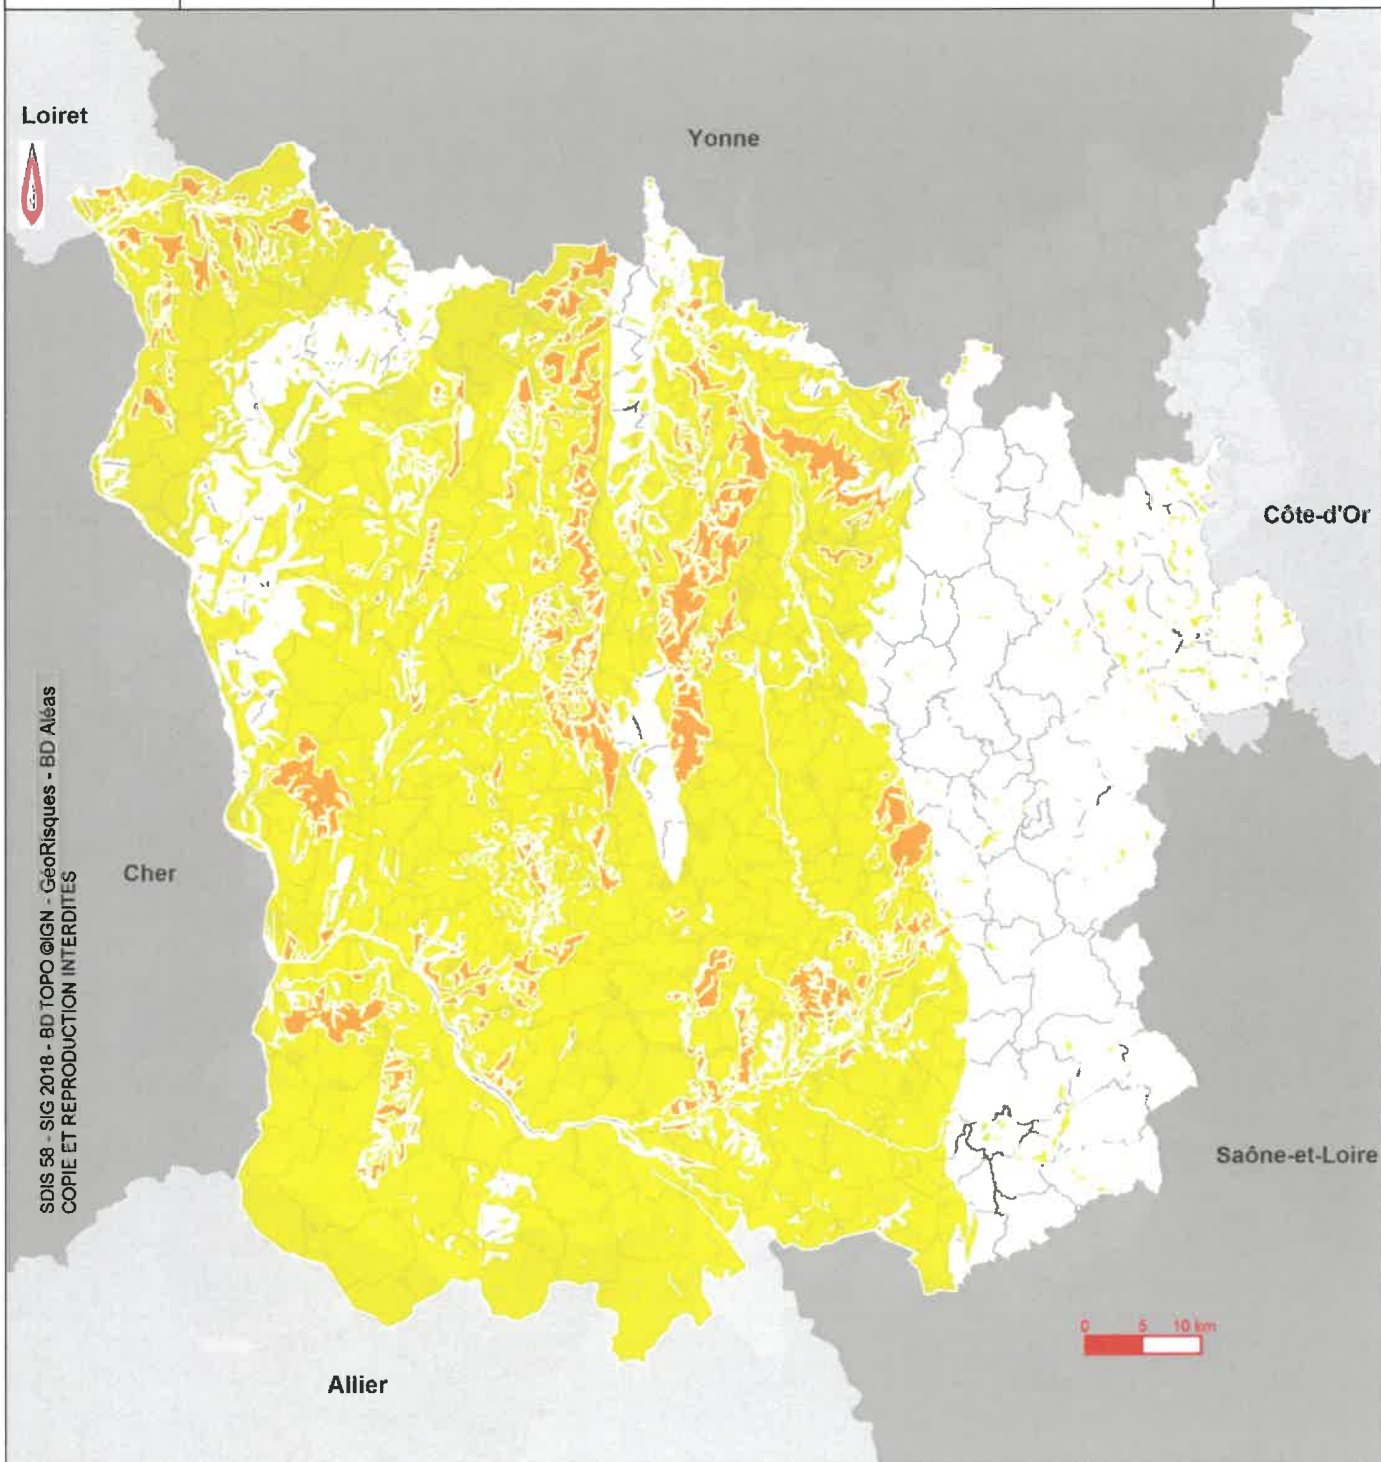 Loiret
Yonne
Côte-d'Or
SDIS 58 - SIG 2018 - BD TOPO ©IGN - GéoRisques - BD Aléas
COPIE ET REPRODUCTION INTERDITES
Cher
Saône-et-Loire
0 5 10 km
Allier